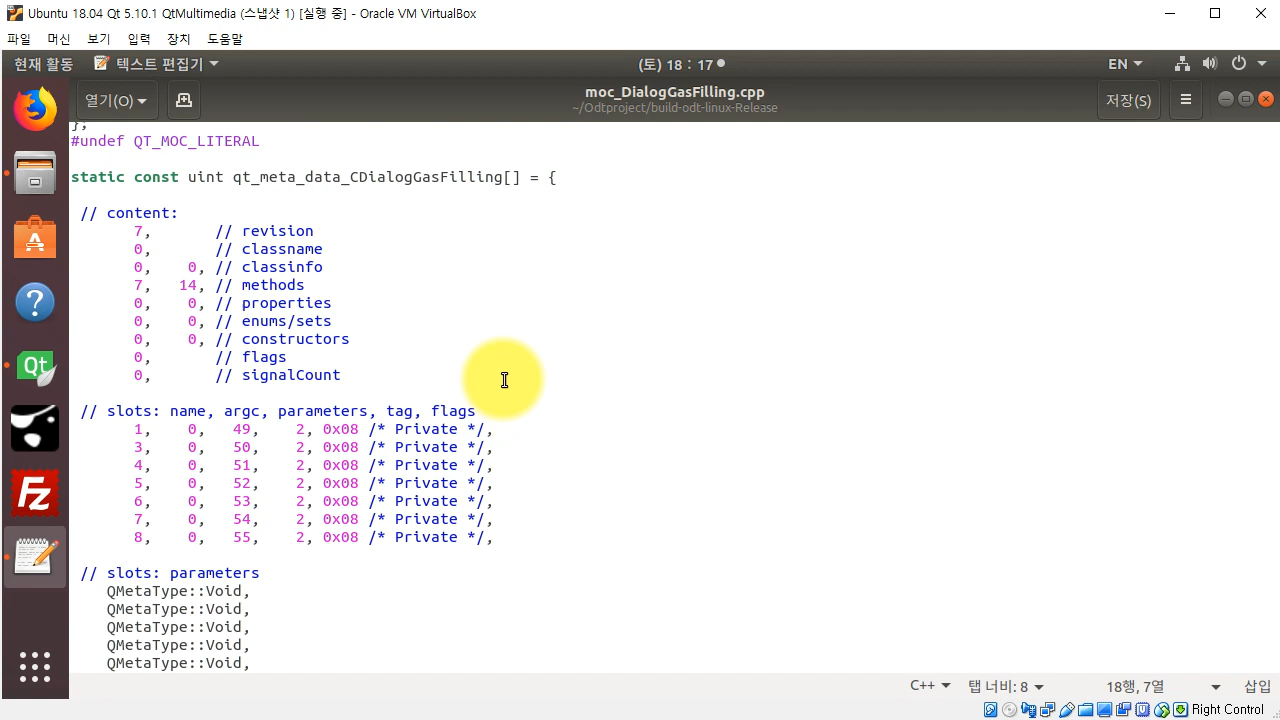 Ubuntu 18.04 Qt 5.10.1 QtMultimedia (스냅샷 1) [실행 중] - Oracle VM VirtualBox
파일 머신 보기 입력 장치 도움말
현재 활동 텍스트 편집기 (토) 18 : 17 EN
열기(O) moc_DialogGasFilling.cpp 저장(S)
~/Odtproject/build-odt-linux-Release
};
#undef QT_MOC_LITERAL
static const uint qt_meta_data_CDialogGasFilling[] = {
// content:
7, // revision
0, // classname
0, 0, // classinfo
7, 14, // methods
0, 0, // properties
0, 0, // enums/sets
0, 0, // constructors
0, // flags
0, // signalCount
// slots: name, argc, parameters, tag, flags
1, 0, 49, 2, 0x08 /* Private */,
3, 0, 50, 2, 0x08 /* Private */,
4, 0, 51, 2, 0x08 /* Private */,
5, 0, 52, 2, 0x08 /* Private */,
6, 0, 53, 2, 0x08 /* Private */,
7, 0, 54, 2, 0x08 /* Private */,
8, 0, 55, 2, 0x08 /* Private */,
// slots: parameters
QMetaType::Void,
QMetaType::Void,
QMetaType::Void,
QMetaType::Void,
QMetaType::Void,
C++ 탭 너비: 8 18행, 7열 삽입
Right Control
Qt
Fz